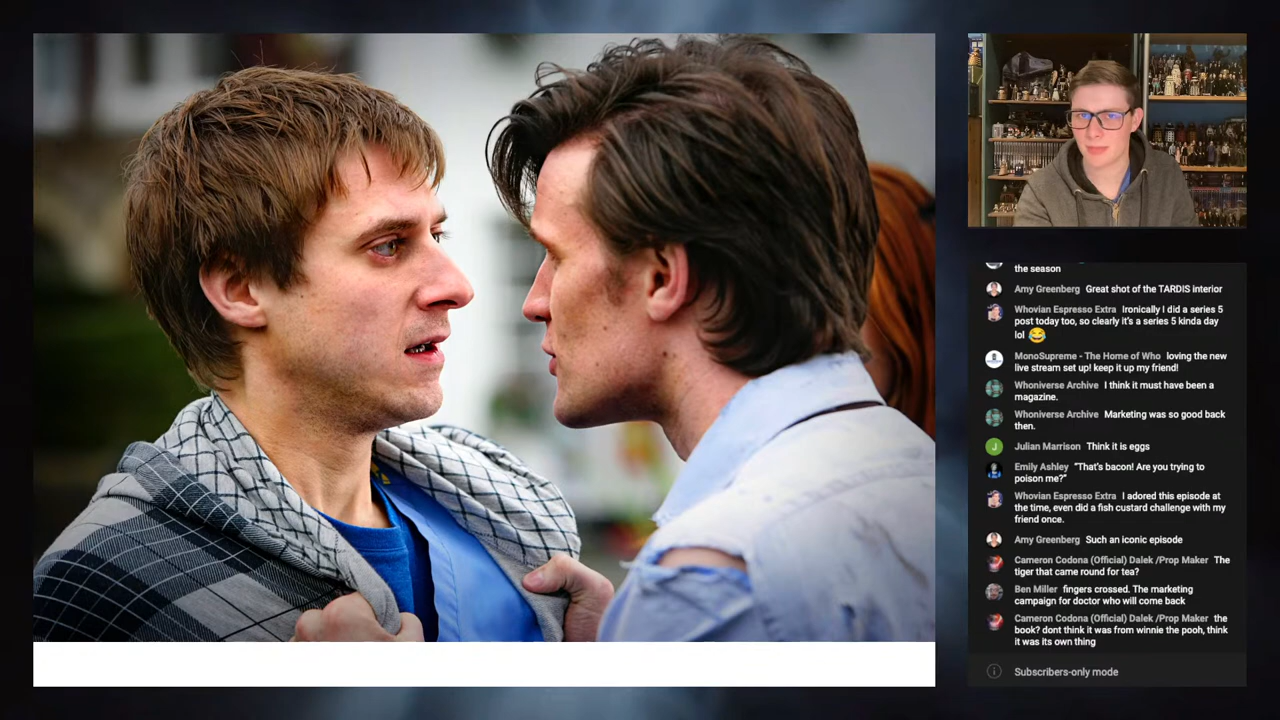 the season
Amy Greenberg Great shot of the TARDIS interior
Whovian Espresso Extra Ironically I did a series 5
post today too, so clearly it's a series 5 kinda day
lol 😂
MonoSupreme - The Home of Who loving the new
live stream set up! keep it up my friend!
Whoniverse Archive I think it must have been a
magazine.
Whoniverse Archive Marketing was so good back
then.
J Julian Marrison Think it is eggs
Emily Ashley "That's bacon! Are you trying to
poison me?"
Whovian Espresso Extra I adored this episode at
the time, even did a fish custard challenge with my
friend once.
Amy Greenberg Such an iconic episode
Cameron Codona (Official) Dalek /Prop Maker The
tiger that came round for tea?
Ben Miller fingers crossed. The marketing
campaign for doctor who will come back
Cameron Codona (Official) Dalek /Prop Maker the
book? dont think it was from winnie the pooh, think
it was its own thing
Subscribers-only mode